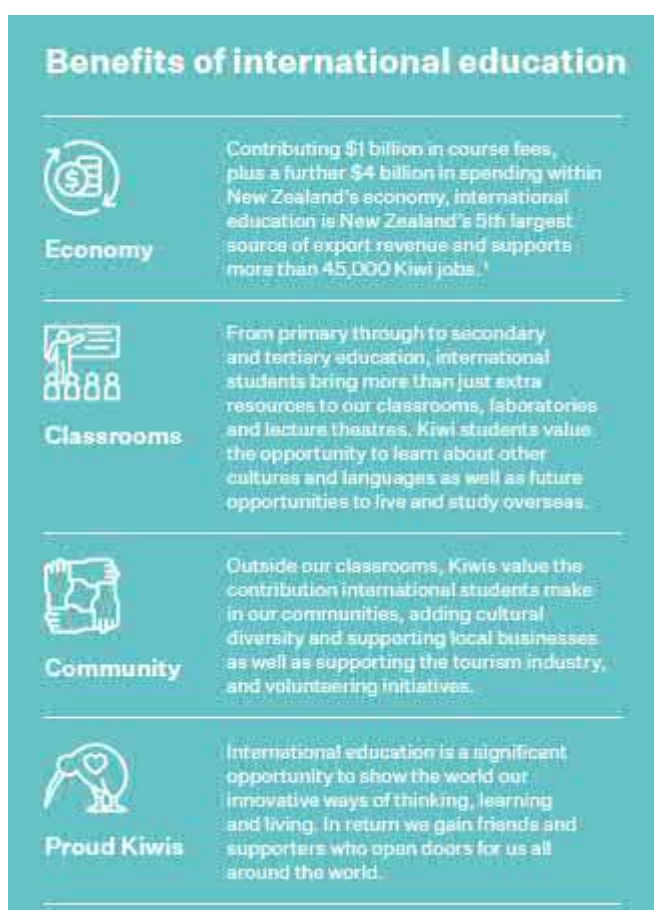 Benefits of international education
Economy
Contributing $1 billion in course fees,
plus a further $4 billion in spending within
New Zealand's economy, international
education is New Zealand's 5th largest
source of export revenue and supports
more than 45,000 Kiwi jobs.¹
Classrooms
From primary through to secondary
and tertiary education, international
students bring more than just extra
resources to our classrooms, laboratories
and lecture theatres. Kiwi students value
the opportunity to learn about other
cultures and languages as well as future
opportunities to live and study overseas.
Community
Outside our classrooms, Kiwis value the
contribution international students make
in our communities, adding cultural
diversity and supporting local businesses
as well as supporting the tourism industry,
and volunteering initiatives.
Proud Kiwis
International education is a significant
opportunity to show the world our
innovative ways of thinking, learning
and living. In return we gain friends and
supporters who open doors for us all
around the world.